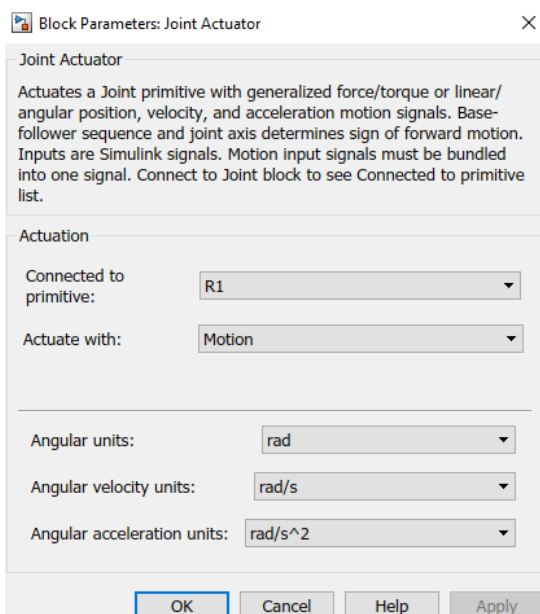 Block Parameters: Joint Actuator
Joint Actuator
Actuates a Joint primitive with generalized force/torque or linear/
angular position, velocity, and acceleration motion signals. Base-
follower sequence and joint axis determines sign of forward motion.
Inputs are Simulink signals. Motion input signals must be bundled
into one signal. Connect to Joint block to see Connected to primitive
list.
Actuation
Connected to
primitive:
R1
Actuate with: Motion
Angular units: rad
Angular velocity units: rad/s
Angular acceleration units: rad/s^2
OK Cancel Help Apply